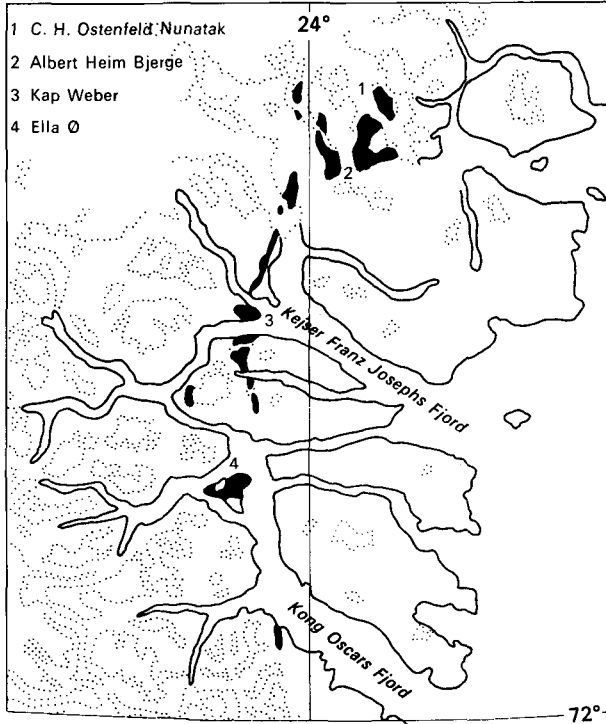 1 C. H. Ostenfeld Nunatak
2 Albert Heim Bjerge
3 Kap Weber
4 Ella Ø
24°
1
2
3
Kejser Franz Josephs Fjord
4
Kong Oscars Fjord
72°